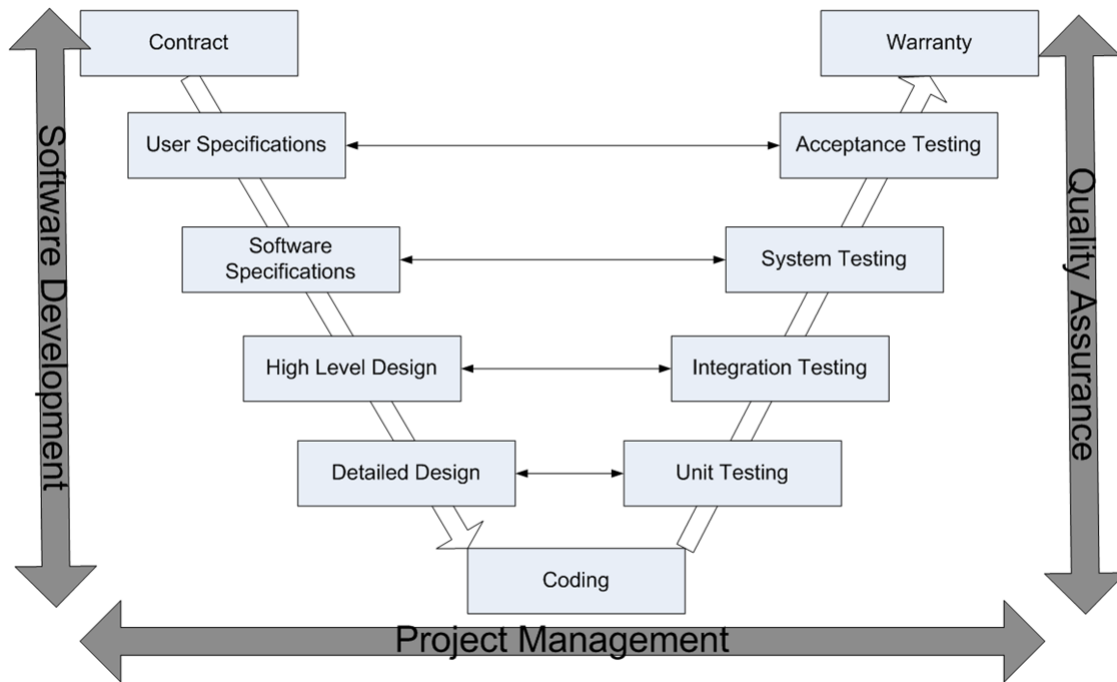 Contract
Warranty
User Specifications
Acceptance Testing
Software
Specifications
System Testing
High Level Design
Integration Testing
Detailed Design
Unit Testing
Coding
Software Development
Quality Assurance
Project Management